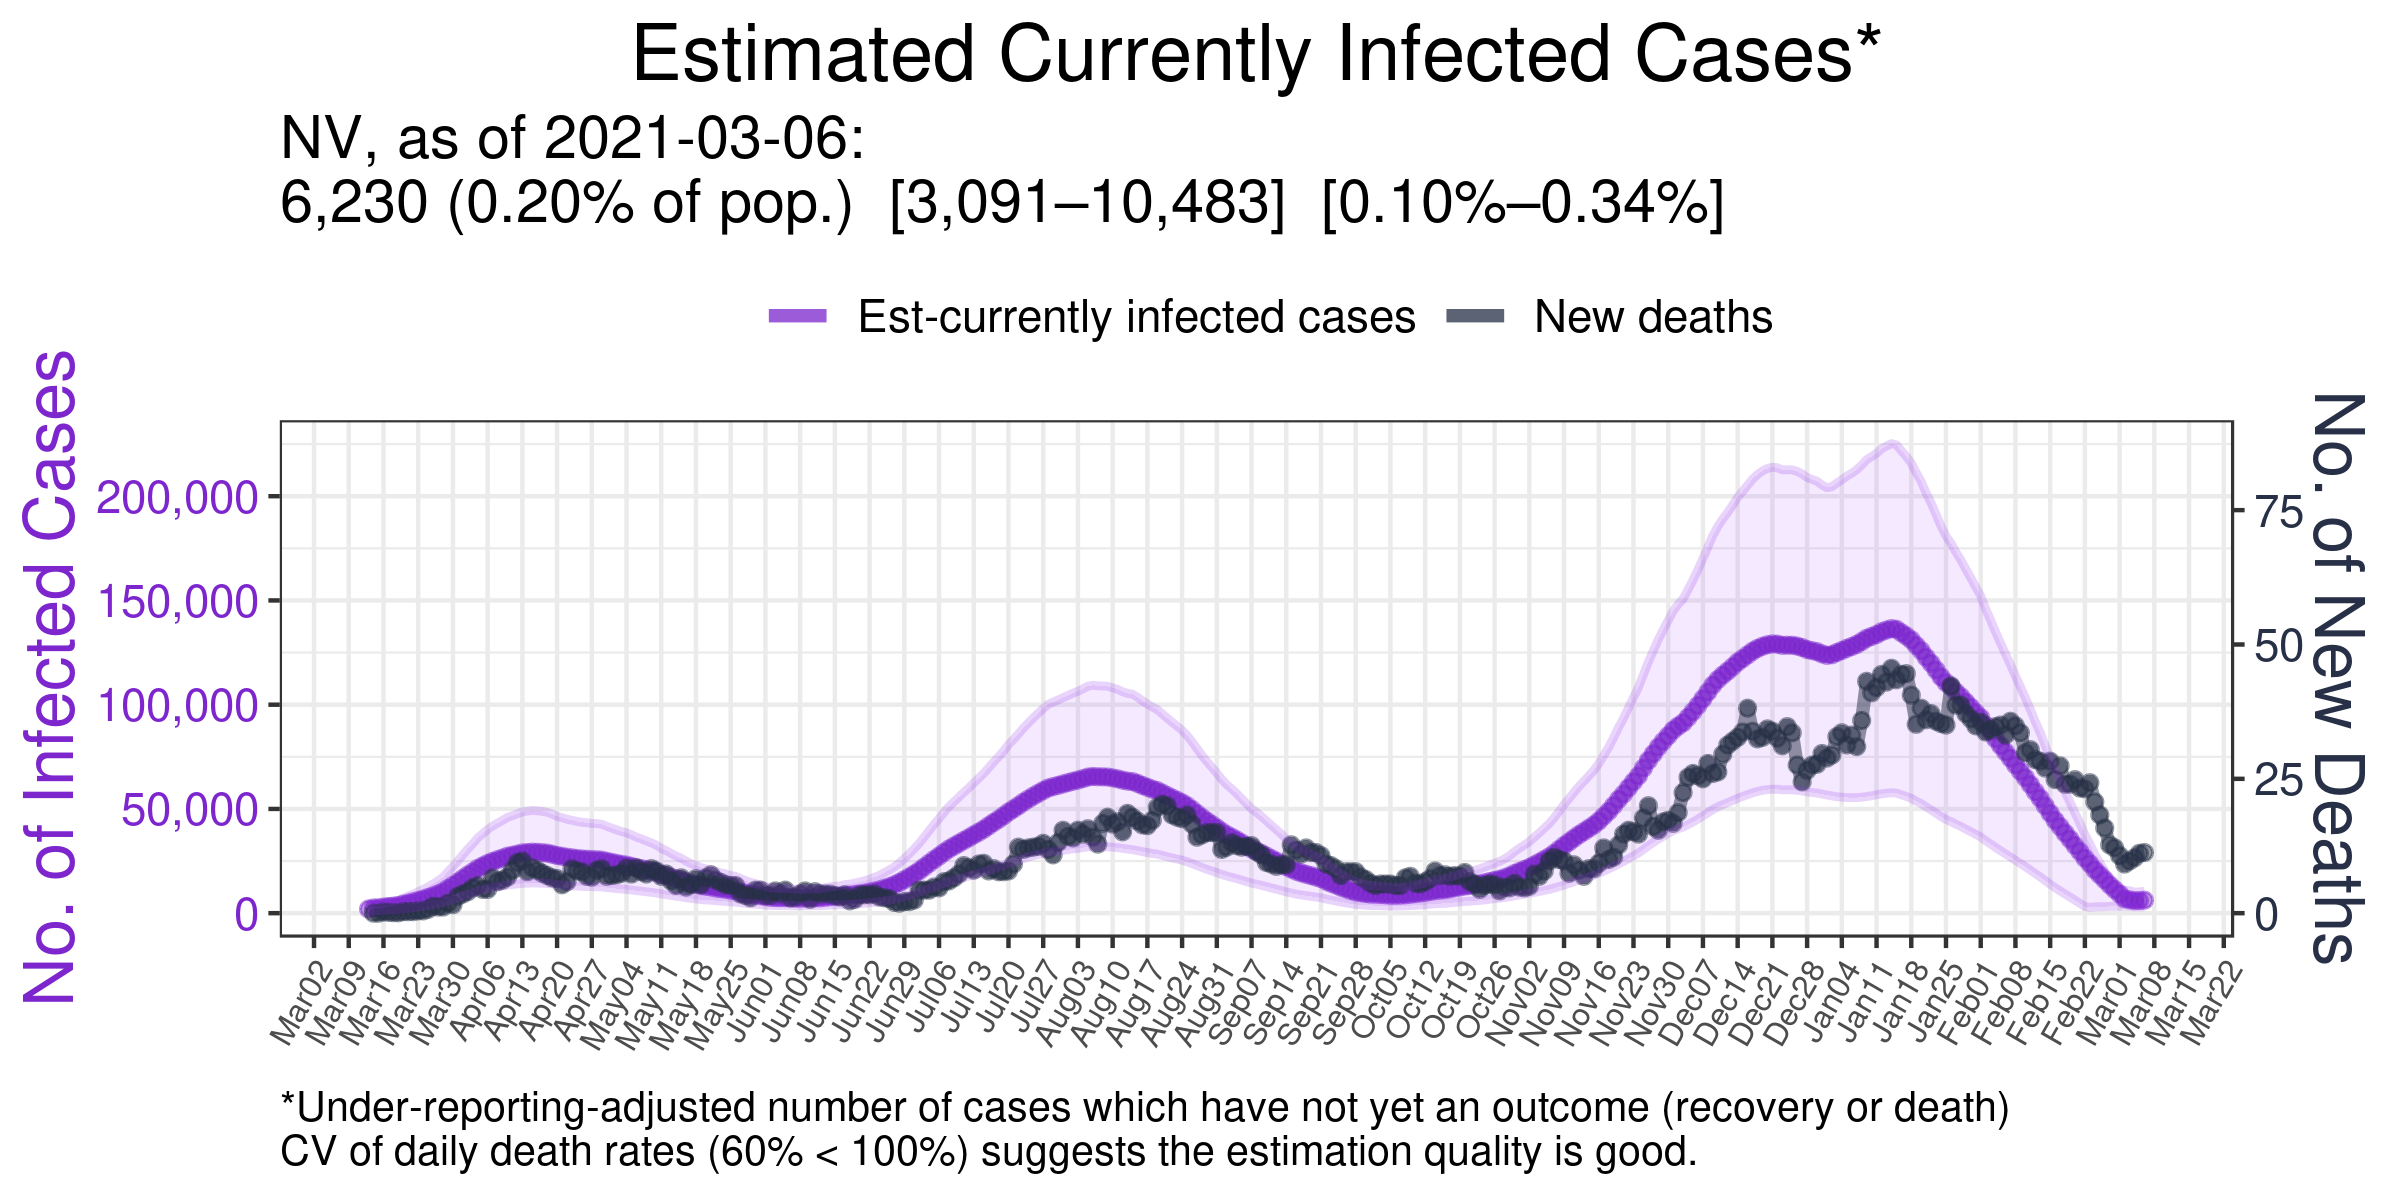 Estimated Currently Infected Cases*
NV, as of 2021-03-06:
6,230 (0.20% of pop.)  [3,091–10,483]  [0.10%–0.34%]
Est-currently infected cases
New deaths
No. of Infected Cases
200,000
150,000
100,000
50,000
0
75
50
25
0
No. of New Deaths
Mar02
Mar09
Mar16
Mar23
Mar30
Apr06
Apr13
Apr20
Apr27
May04
May11
May18
May25
Jun01
Jun08
Jun15
Jun22
Jun29
Jul06
Jul13
Jul20
Jul27
Aug03
Aug10
Aug17
Aug24
Aug31
Sep07
Sep14
Sep21
Sep28
Oct05
Oct12
Oct19
Oct26
Nov02
Nov09
Nov16
Nov23
Nov30
Dec07
Dec14
Dec21
Dec28
Jan04
Jan11
Jan18
Jan25
Feb01
Feb08
Feb15
Feb22
Mar01
Mar08
Mar15
Mar22
*Under-reporting-adjusted number of cases which have not yet an outcome (recovery or death)
CV of daily death rates (60% < 100%) suggests the estimation quality is good.